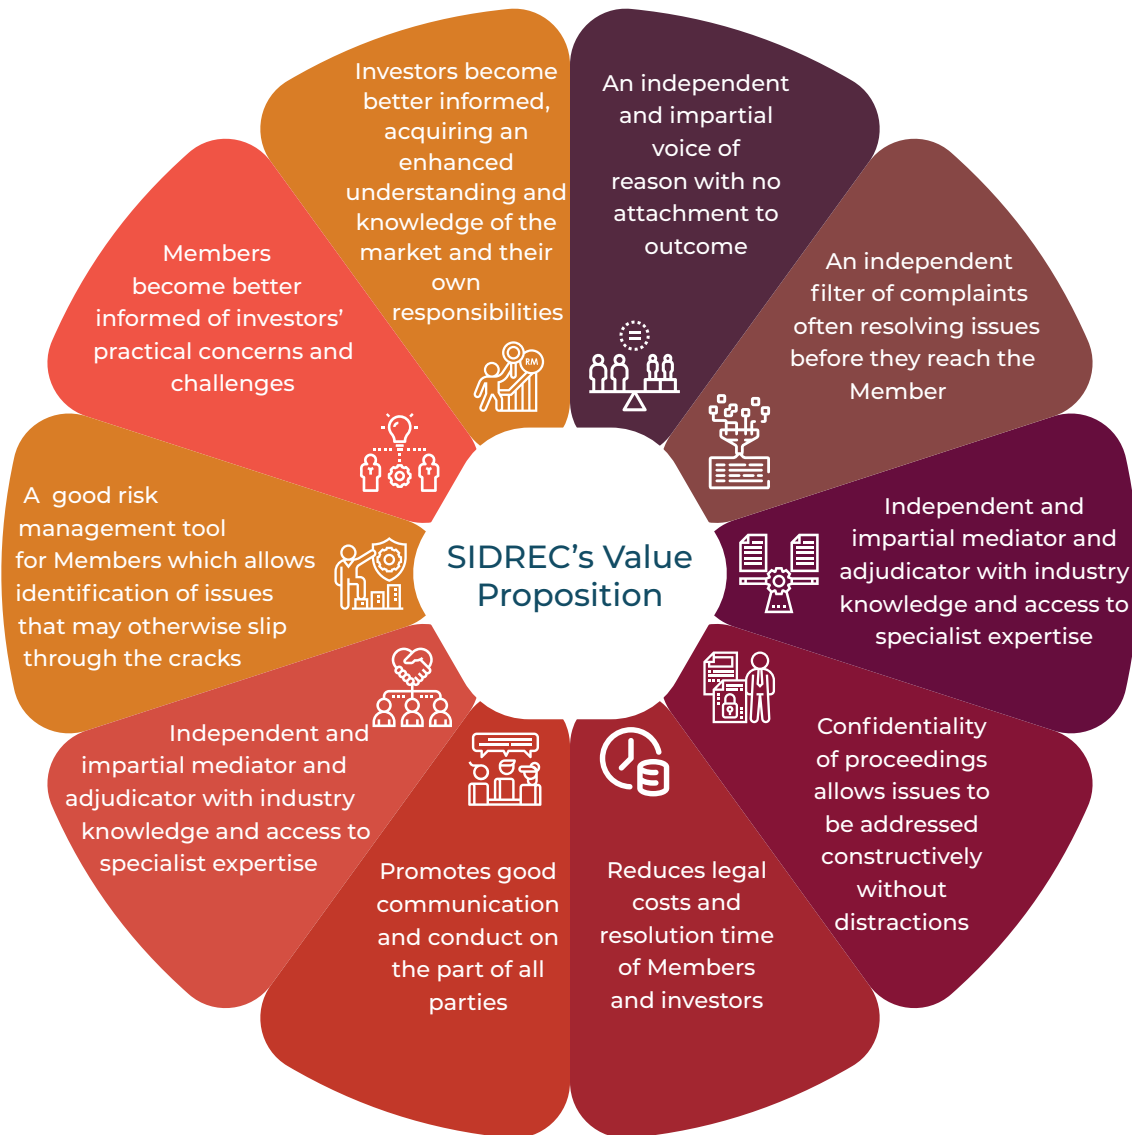 Investors become
better informed,
acquiring an
enhanced
understanding and
knowledge of the
market and their
own
responsibilities
RM
An independent
and impartial
voice of
reason with no
attachment to
outcome
An independent
filter of complaints
often resolving issues
before they reach the
Member
Independent and
impartial mediator and
adjudicator with industry
knowledge and access to
specialist expertise
Confidentiality
of proceedings
allows issues to
be addressed
constructively
without
distractions
Reduces legal
costs and
resolution time
of Members
and investors
Promotes good
communication
and conduct on
the part of all
parties
Independent and
impartial mediator and
adjudicator with industry
knowledge and access to
specialist expertise
A good risk
management tool
for Members which allows
identification of issues
that may otherwise slip
through the cracks
Members
become better
informed of investors’
practical concerns and
challenges
SIDREC’s Value
Proposition